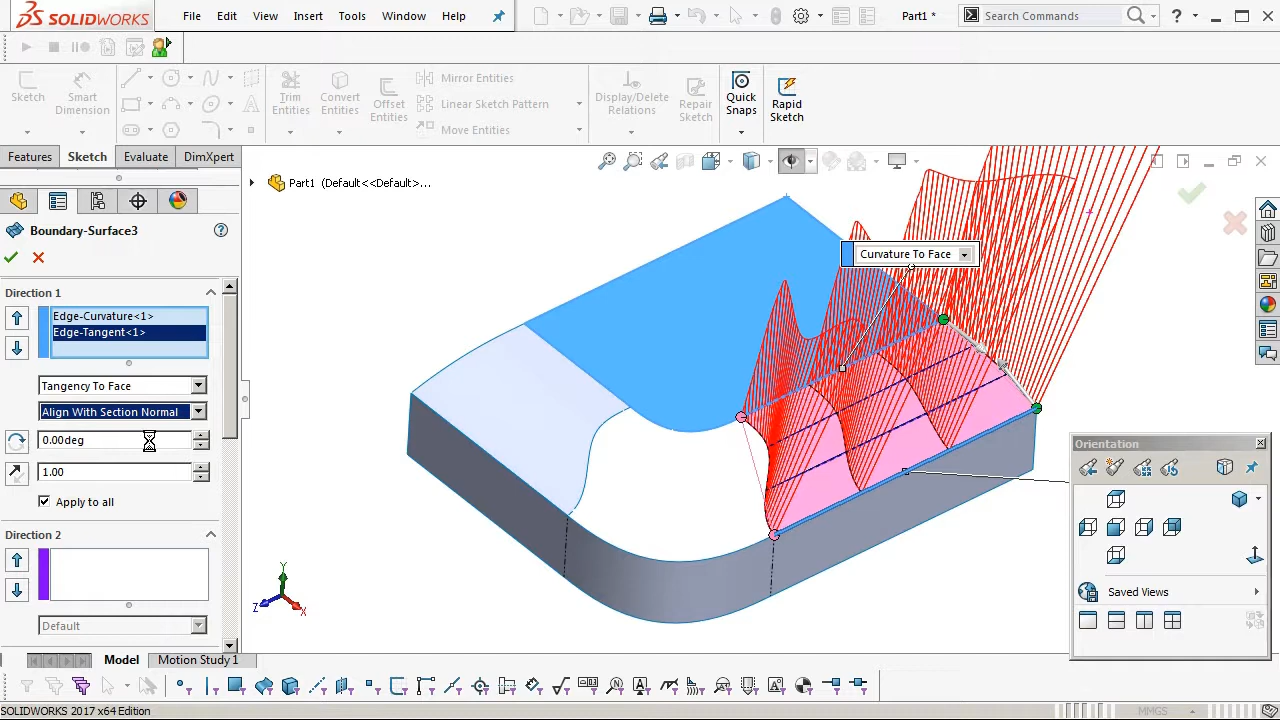 SOLIDWORKS
File
Edit
View
Insert
Tools
Window
Help
Part1 *
Search Commands
?
Sketch
Smart
Dimension
Trim
Entities
Convert
Entities
Offset
Entities
Mirror Entities
Linear Sketch Pattern
Move Entities
Display/Delete
Relations
Repair
Sketch
Quick
Snaps
Rapid
Sketch
Features
Sketch
Evaluate
DimXpert
Part1 (Default<<Default>...
Boundary-Surface3
Direction 1
Edge-Curvature<1>
Edge-Tangent<1>
Tangency To Face
Align With Section Normal
0.00deg
1.00
Apply to all
Direction 2
Default
Curvature To Face
Orientation
Saved Views
Y
Z
X
Model
Motion Study 1
SOLIDWORKS 2017 x64 Edition
MMGS